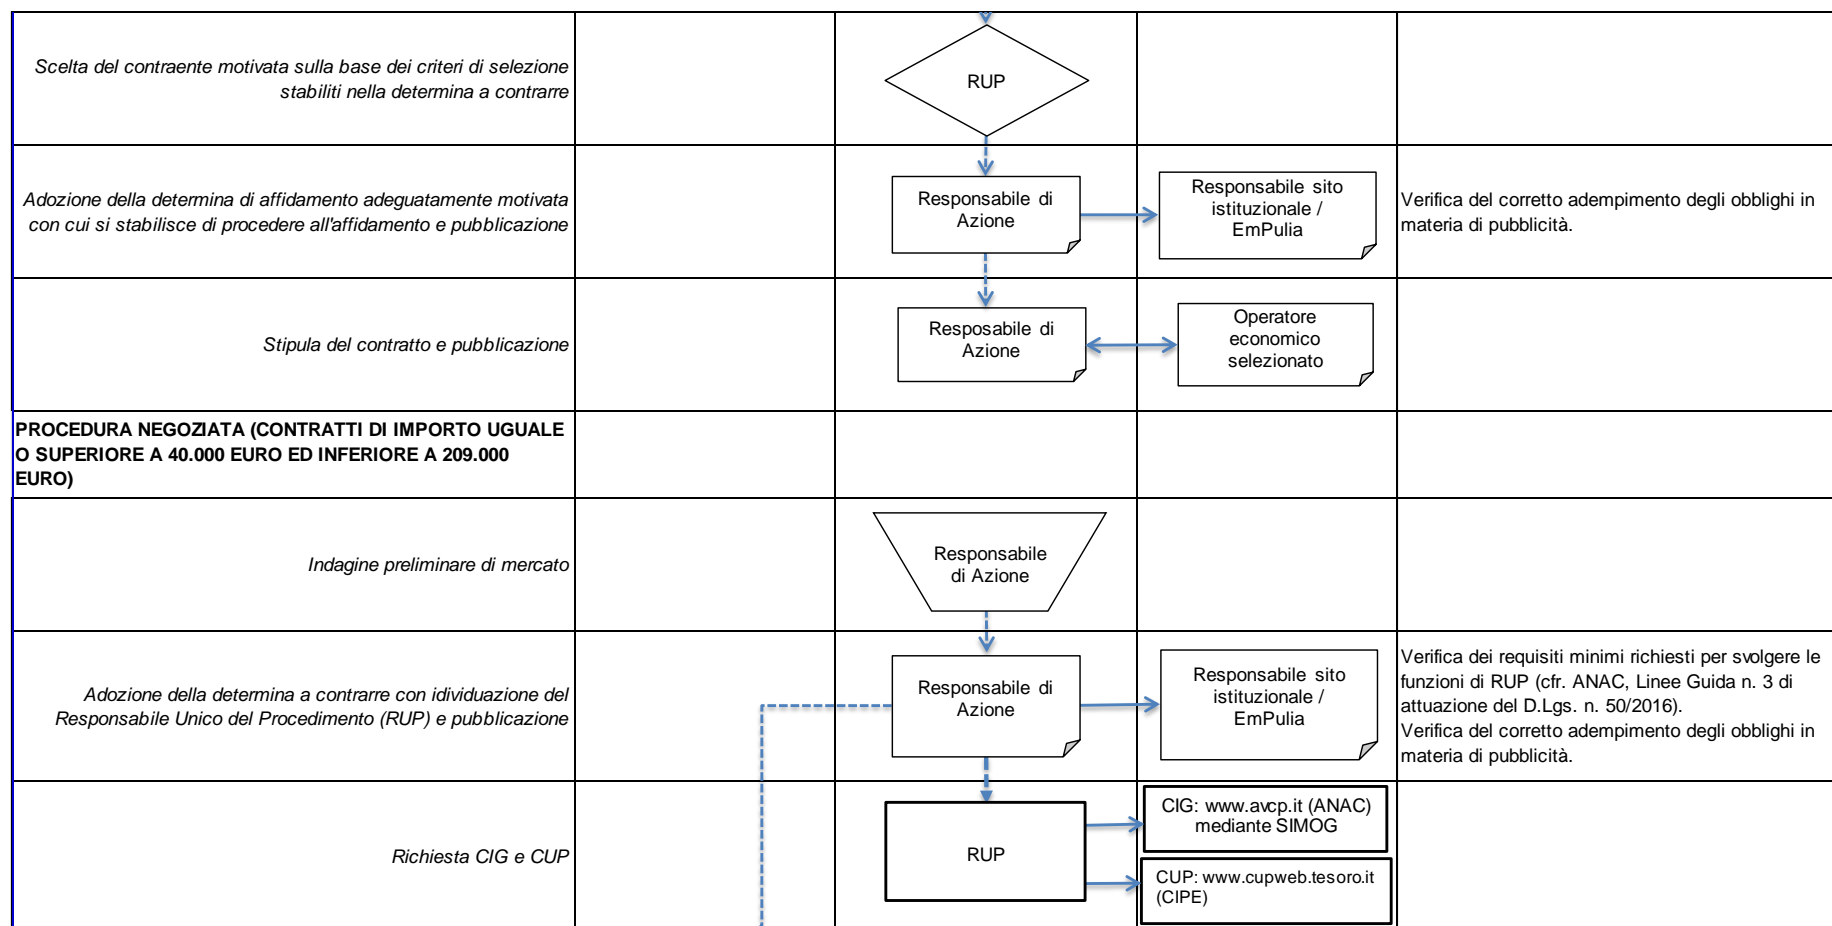 Scelta del contraente motivata sulla base dei criteri di selezione
stabiliti nella determina a contrarre
RUP
Adozione della determina di affidamento adeguatamente motivata
con cui si stabilisce di procedere all'affidamento e pubblicazione
Responsabile di
Azione
Responsabile sito
istituzionale /
EmPulia
Verifica del corretto adempimento degli obblighi in
materia di pubblicità.
Stipula del contratto e pubblicazione
Resposabile di
Azione
Operatore
economico
selezionato
PROCEDURA NEGOZIATA (CONTRATTI DI IMPORTO UGUALE
O SUPERIORE A 40.000 EURO ED INFERIORE A 209.000
EURO)
Indagine preliminare di mercato
Responsabile
di Azione
Adozione della determina a contrarre con idividuazione del
Responsabile Unico del Procedimento (RUP) e pubblicazione
Responsabile di
Azione
Responsabile sito
istituzionale /
EmPulia
Verifica dei requisiti minimi richiesti per svolgere le
funzioni di RUP (cfr. ANAC, Linee Guida n. 3 di
attuazione del D.Lgs. n. 50/2016).
Verifica del corretto adempimento degli obblighi in
materia di pubblicità.
Richiesta CIG e CUP
RUP
CIG: www.avcp.it (ANAC)
mediante SIMOG
CUP: www.cupweb.tesoro.it
(CIPE)